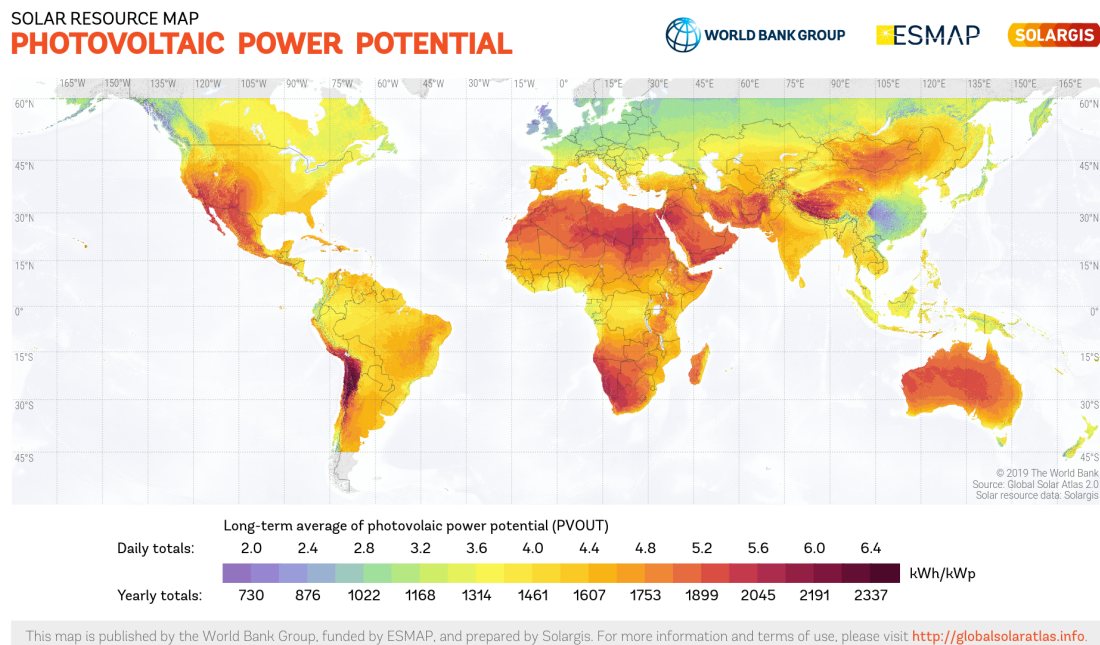 SOLAR RESOURCE MAP
PHOTOVOLTAIC POWER POTENTIAL
WORLD BANK GROUP
ESMAP
SOLARGIS
165°W 150°W 135°W 120°W 90°W 75°W 45°W 30°W 15°W 0° 15°E 30°E 45°E 60°E 75°E 90°E 105°E 120°E 135°E 150°E 165°E
60°N 60°N
45°N 45°N
30°N 30°N
15°N 15°N
0° 0°
15°S 15°S
30°S 30°S
45°S 45°S
© 2019 The World Bank
Source: Global Solar Atlas 2.0
Solar resource data: Solargis
Long-term average of photovolaic power potential (PVOUT)
Daily totals: 2.0 2.4 2.8 3.2 3.6 4.0 4.4 4.8 5.2 5.6 6.0 6.4
kWh/kWp
Yearly totals: 730 876 1022 1168 1314 1461 1607 1753 1899 2045 2191 2337
This map is published by the World Bank Group, funded by ESMAP, and prepared by Solargis. For more information and terms of use, please visit http://globalsolaratlas.info.